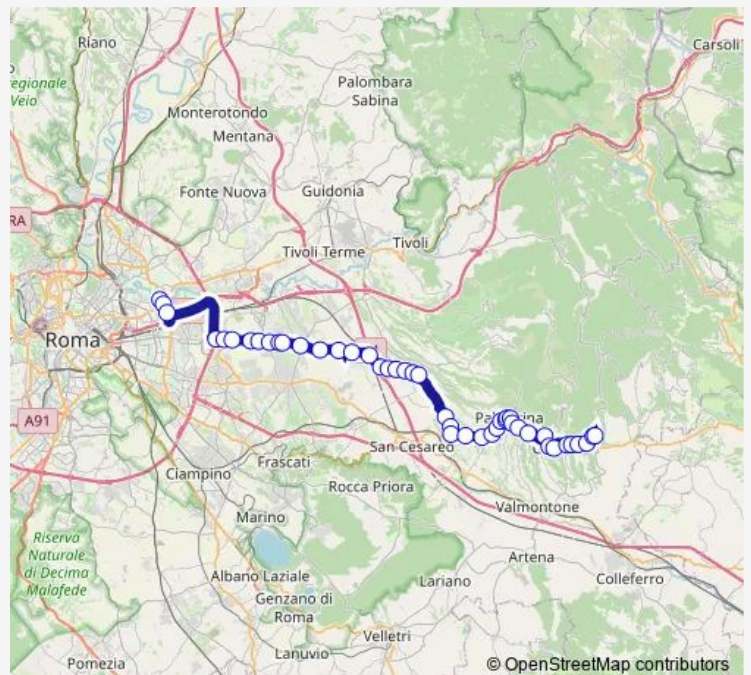 Riano
Carsoli
regionale
Veio
Palombara
Sabina
Monterotondo
Mentana
Fonte Nuova
Guidonia
RA
Tivoli Terme
Tivoli
Roma
A91
San Cesareo
Ciampino
Frascati
Rocca Priora
Marino
Valmontone
Riserva
Naturale
di Decima
Malafede
Artena
Albano Laziale
Lariano
Colleferro
Genzano di
Roma
Velletri
Lanuvio
Pomezia
© OpenStreetMap contributors